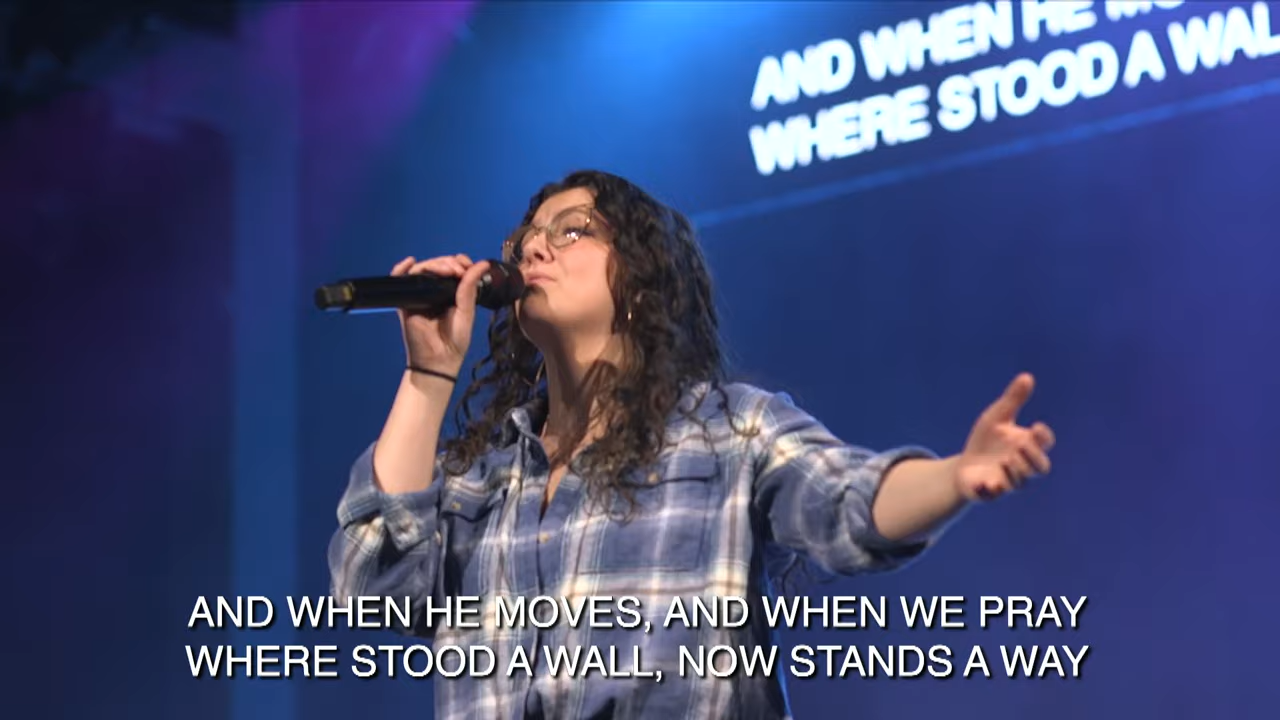 AND WHEN HE MO
WHERE STOOD A WAL
AND WHEN HE MOVES, AND WHEN WE PRAY
WHERE STOOD A WALL, NOW STANDS A WAY